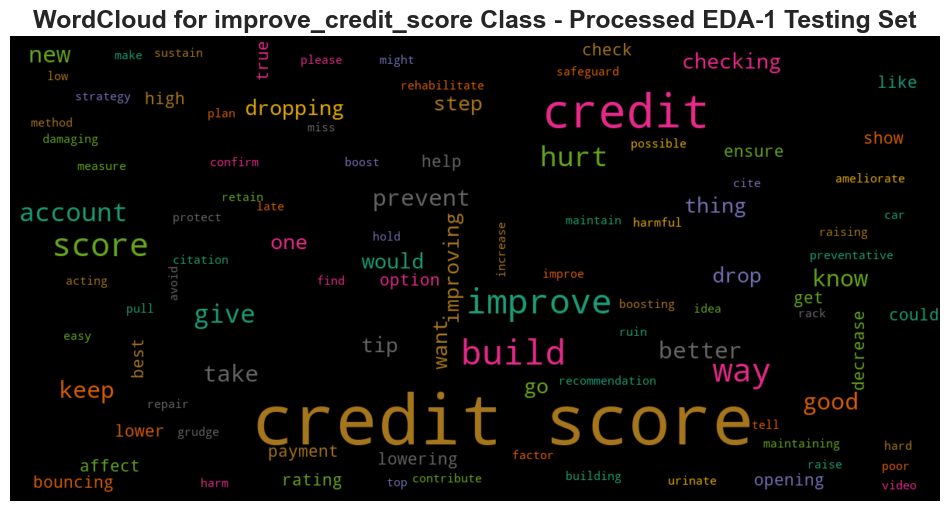 WordCloud for improve_credit_score Class - Processed EDA-1 Testing Set
new make sustain true please might check checking
low rehabilitate safeguard like
strategy high dropping step credit
method plan miss possible show
damaging hurt ensure
measure confirm boost help cite ameliorate
retain prevent thing
account protect late maintain harmful car
score one hold improving increase raising
citation would preventative
acting avoid find option improe drop know
pull give improve boosting idea get rack could
easy best tip want build ruin better decrease
take way
keep go recommendation good
repair credit score
lower grudge tell
payment lowering factor maintaining hard
affect raise poor
bouncing harm rating top contribute building urinate opening video